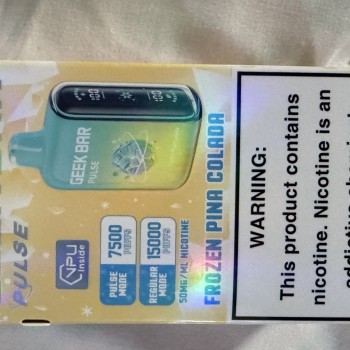 GEEK BAR
PULSE
PULSE
VPU
Inside
PULSE
MODE
7500
PUFFS
REGULAR
MODE
15000
PUFFS
50MG/ML NICOTINE
FROZEN PINA COLADA
WARNING:
This product contains
nicotine. Nicotine is an